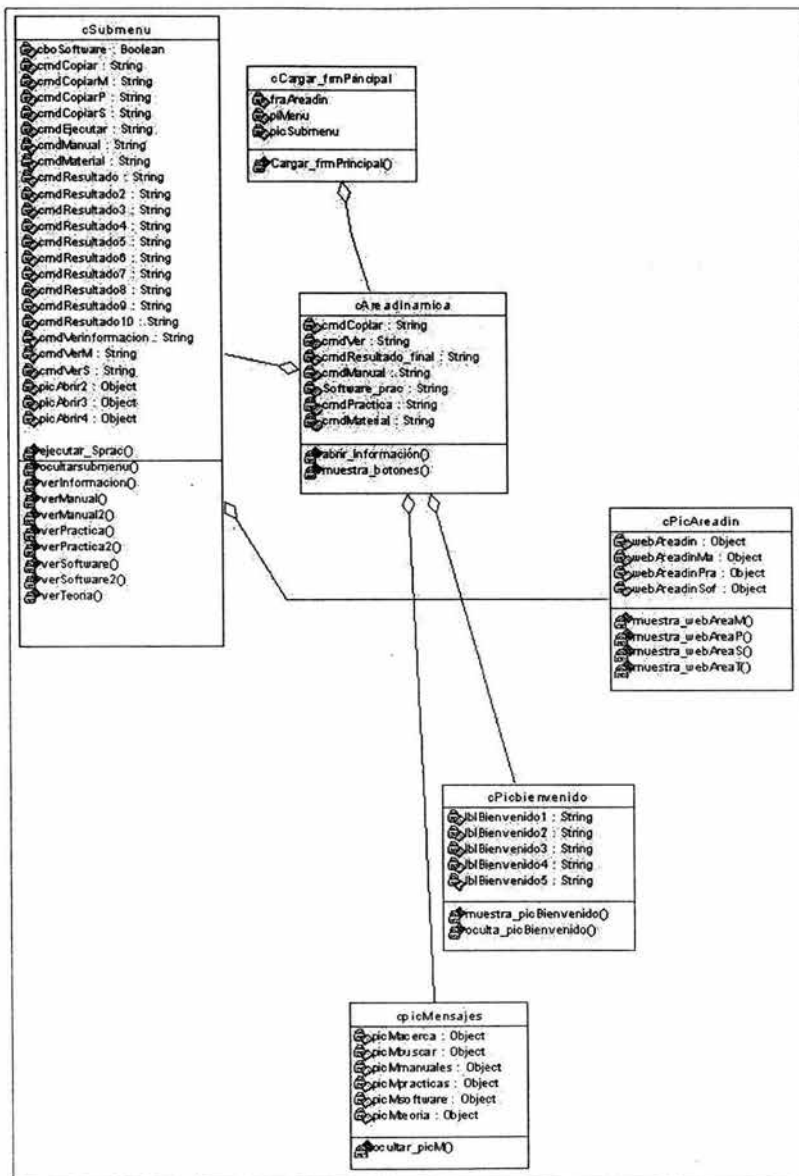 cSubmenu
cboSoftware : Boolean
cmdCopiar : String
cmdCopiarM : String
cmdCopiarP : String
cmdCopiarS : String
cmdEjecutar : String
cmdManual : String
cmdMaterial : String
cmdResultado : String
cmdResultado2 : String
cmdResultado3 : String
cmdResultado4 : String
cmdResultado5 : String
cmdResultado6 : String
cmdResultado7 : String
cmdResultado8 : String
cmdResultado9 : String
cmdResultado10 : String
cmdVerinformacion : String
cmdVerM : String
cmdVerS : String
picAbrir2 : Object
picAbrir3 : Object
picAbrir4 : Object
ejecutar_Sprac()
ocultarsubmenu()
verInformacion()
verManual()
verManual2()
verPractica()
verPractica2()
verSoftware()
verSoftware2()
verTeoria()
cCargar_frmPrincipal
fraAreadin
piMenu
picSubmenu
Cargar_frmPrincipal()
cAreadinamica
cmdCopiar : String
cmdVer : String
cmdResultado_final : String
cmdManual : String
Software_prac : String
cmdPractica : String
cmdMaterial : String
abrir_Información()
muestra_botones()
cPicAreadin
webAreadin : Object
webAreadinMa : Object
webAreadinPra : Object
webAreadinSof : Object
muestra_webAreaM()
muestra_webAreaP()
muestra_webAreaS()
muestra_webAreaT()
cPicbienvenido
lblBienvenido1 : String
lblBienvenido2 : String
lblBienvenido3 : String
lblBienvenido4 : String
lblBienvenido5 : String
muestra_picBienvenido()
oculta_picBienvenido()
cpicMensajes
picMacerca : Object
picMbuscar : Object
picMmanuales : Object
picMpracticas : Object
picMsoftware : Object
picMteoria : Object
ocultar_picM()